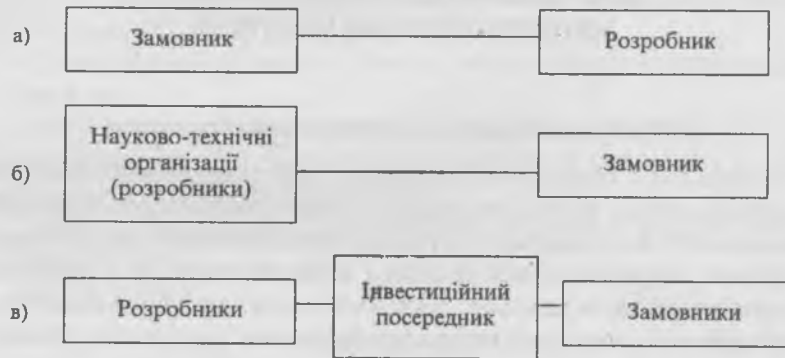 а) Замовник Розробник
Науково-технічні
б) організації Замовник
(розробники)
в) Розробники Інвестиційний Замовники
посередник